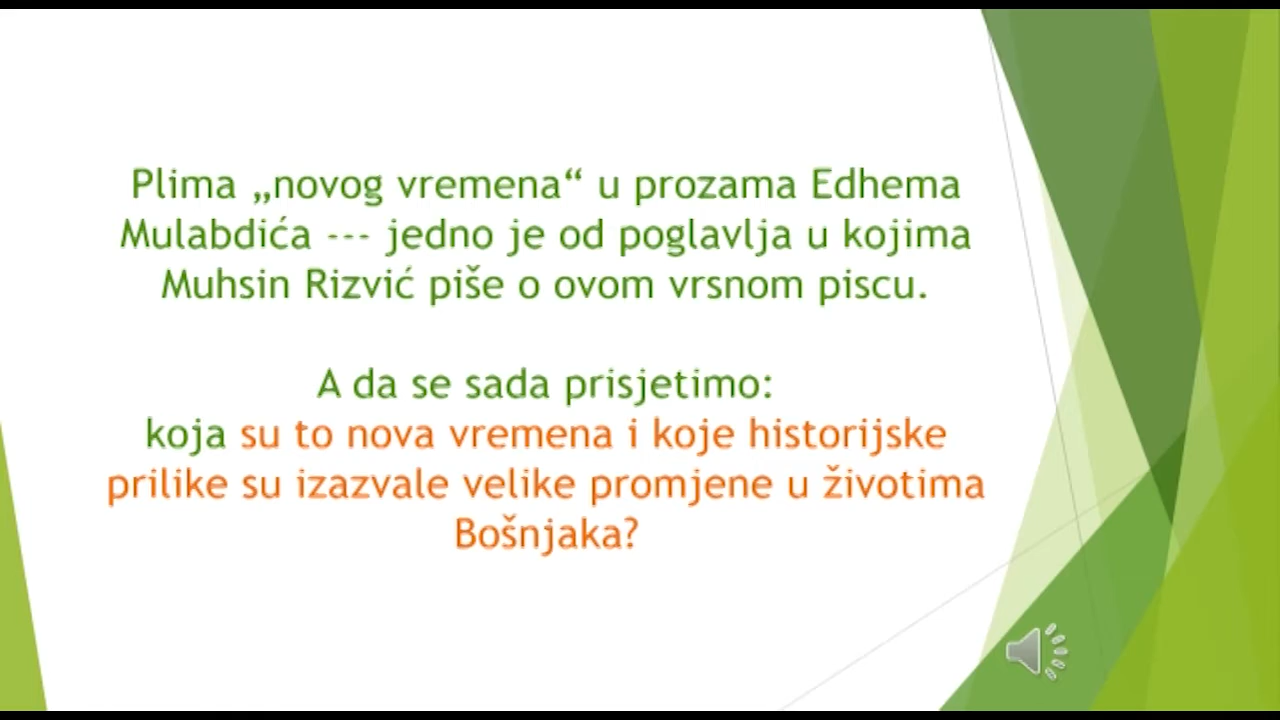 Plima „novog vremena“ u prozama Edhema
Mulabdića --- jedno je od poglavlja u kojima
Muhsin Rizvić piše o ovom vrsnom piscu.
A da se sada prisjetimo:
koja su to nova vremena i koje historijske
prilike su izazvale velike promjene u životima
Bošnjaka?